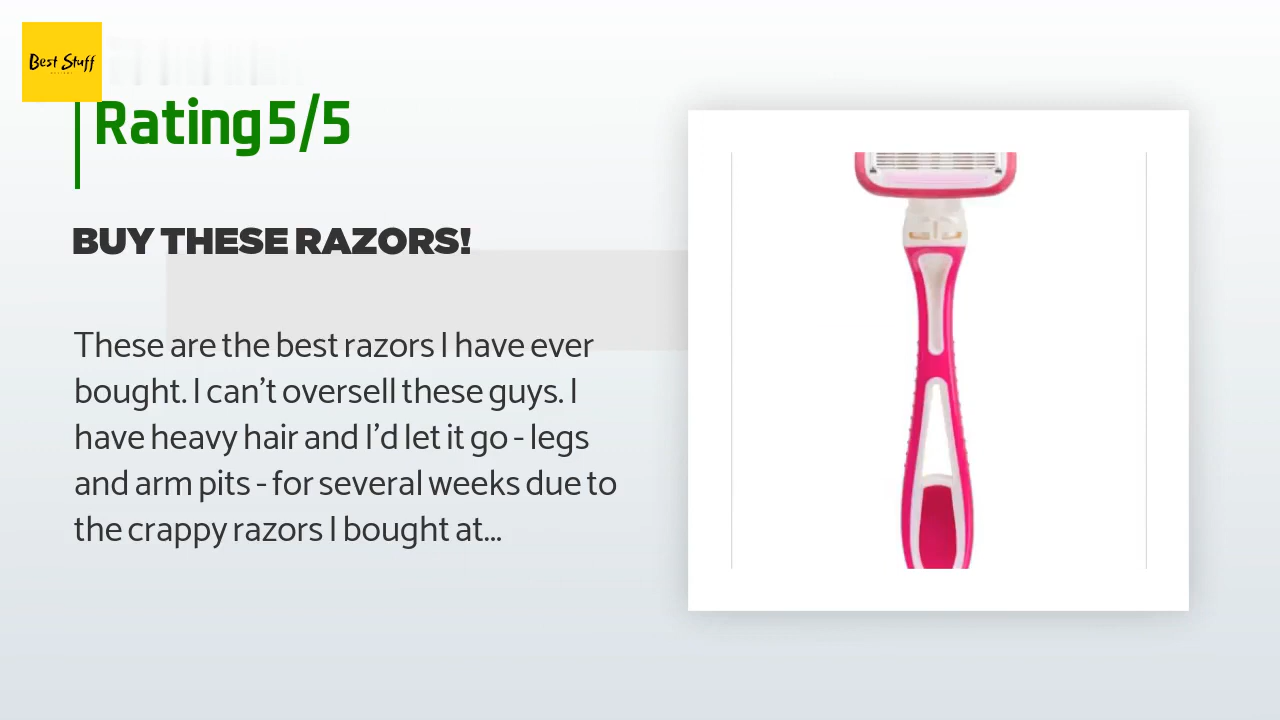 Best Stuff
Rating 5/5
BUY THESE RAZORS!
These are the best razors I have ever
bought. I can't oversell these guys. I
have heavy hair and I'd let it go - legs
and arm pits - for several weeks due to
the crappy razors I bought at...